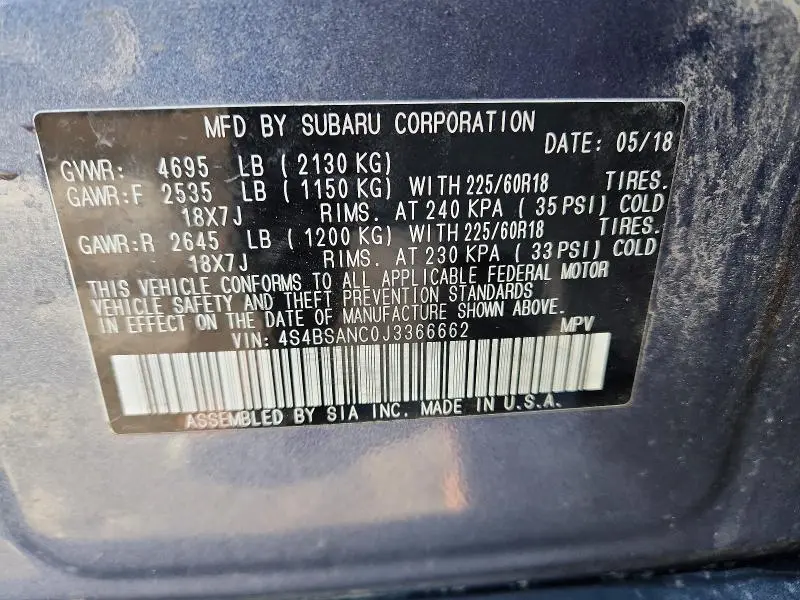 MFD BY SUBARU CORPORATION DATE: 05/18
GVWR: 4695 LB ( 2130 KG)
GAWR:F 2535 LB ( 1150 KG) WITH 225/60R18 TIRES.
18X7J RIMS. AT 240 KPA ( 35 PSI) COLD
GAWR:R 2645 LB ( 1200 KG) WITH 225/60R18 TIRES.
18X7J RIMS. AT 230 KPA ( 33 PSI) COLD
THIS VEHICLE CONFORMS TO ALL APPLICABLE FEDERAL MOTOR
VEHICLE SAFETY AND THEFT PREVENTION STANDARDS
IN EFFECT ON THE DATE OF MANUFACTURE SHOWN ABOVE.
VIN: 4S4BSANC0J3366662 MPV
ASSEMBLED BY SIA INC. MADE IN U.S.A.